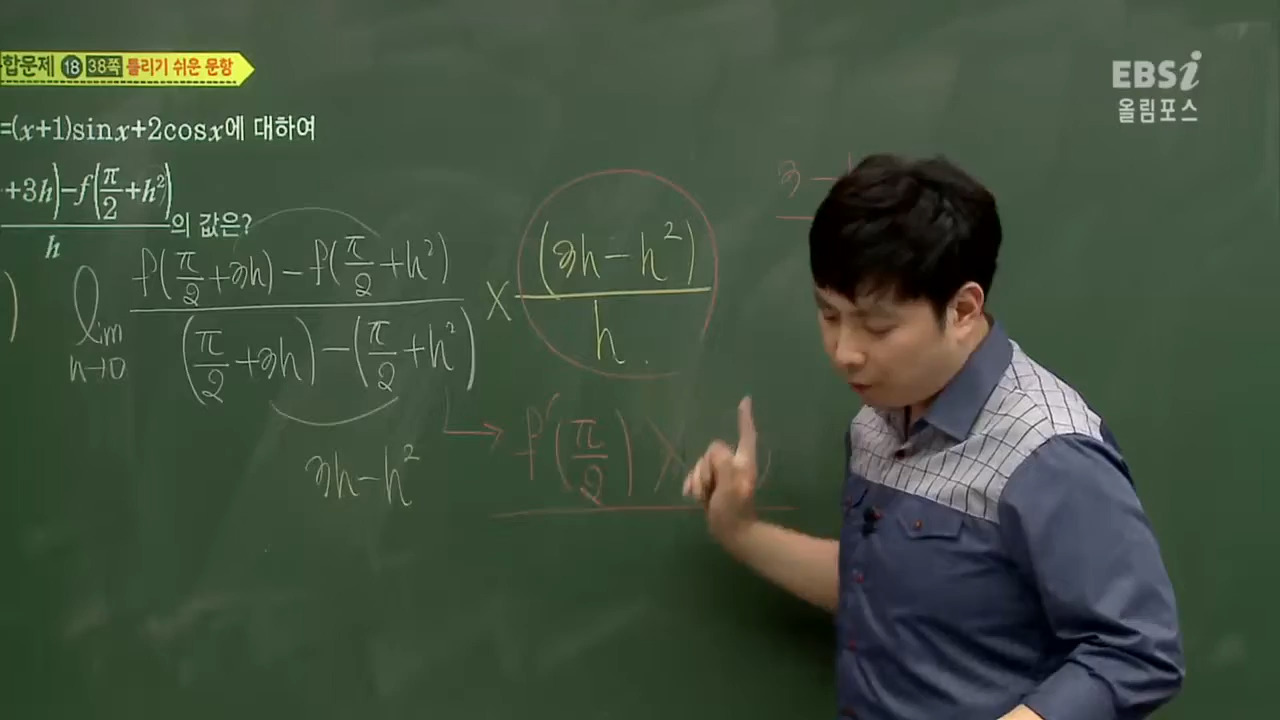 합문제 18 38쪽 틀리기 쉬운 문항
EBSi
올림포스
=(x+1)sinx+2cosx에 대하여
+3h)-f(π/2+h²)
h
의 값은?
lim h→0 f(π/2+3h)-f(π/2+h²) / (π/2+3h)-(π/2+h²) × (3h-h²)/h
3h-h²
→ f'(π/2) ×
3-